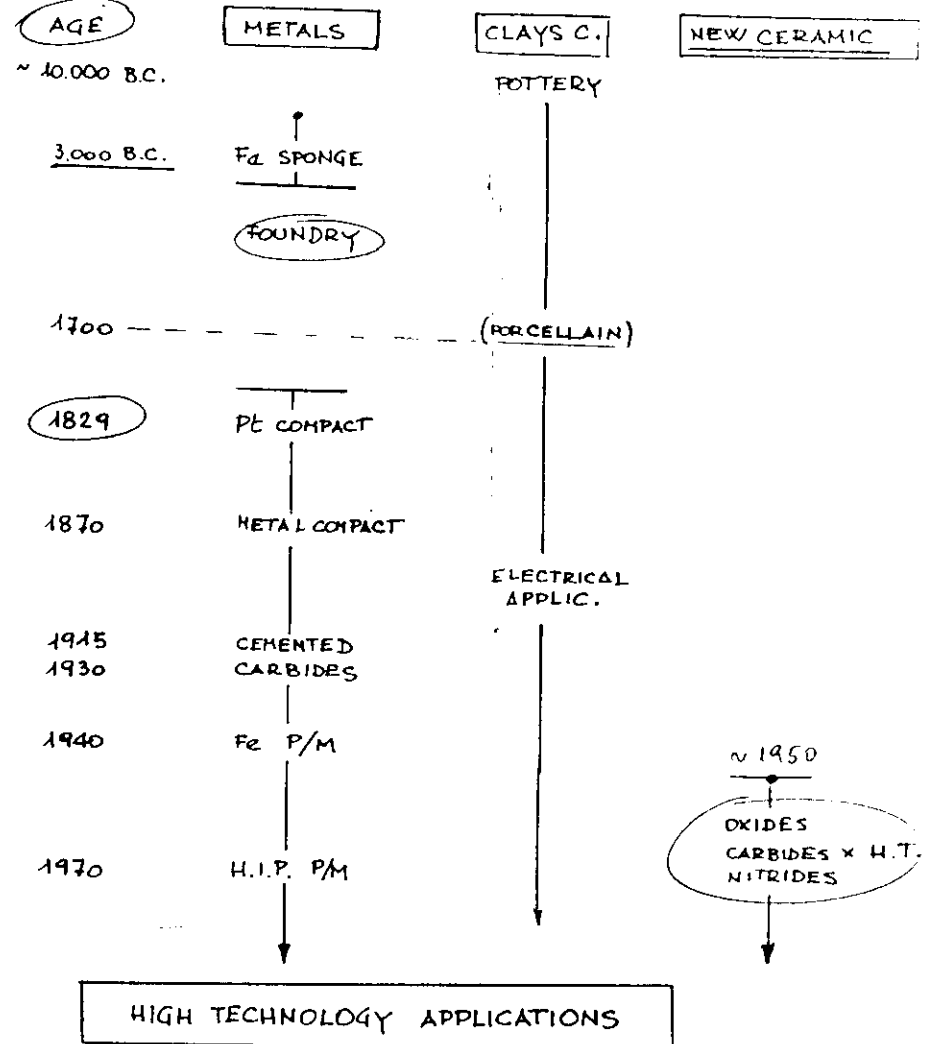 AGE METALS CLAYS C. NEW CERAMIC
~ 10.000 B.C. POTTERY
3.000 B.C. Fe SPONGE
FOUNDRY
1700 (PORCELLAIN)
1829 Pt COMPACT
1870 METAL COMPACT
ELECTRICAL
APPLIC.
1915 CEMENTED
1930 CARBIDES
1940 Fe P/M
~ 1950
OXIDES
CARBIDES x H.T.
NITRIDES
1970 H.I.P. P/M
HIGH TECHNOLOGY APPLICATIONS